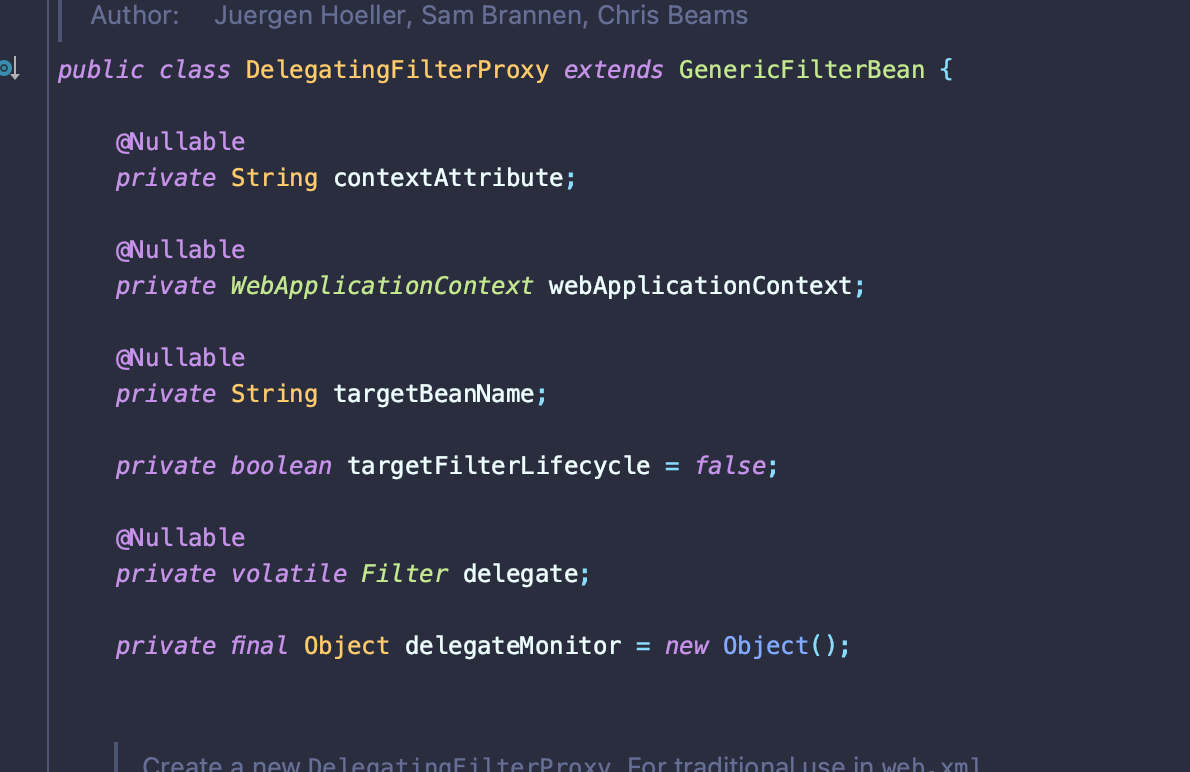 Author: Juergen Hoeller, Sam Brannen, Chris Beams
public class DelegatingFilterProxy extends GenericFilterBean {
@Nullable
private String contextAttribute;
@Nullable
private WebApplicationContext webApplicationContext;
@Nullable
private String targetBeanName;
private boolean targetFilterLifecycle = false;
@Nullable
private volatile Filter delegate;
private final Object delegateMonitor = new Object();
Create a new DelegatingFilterProxy. For traditional use in web.xml